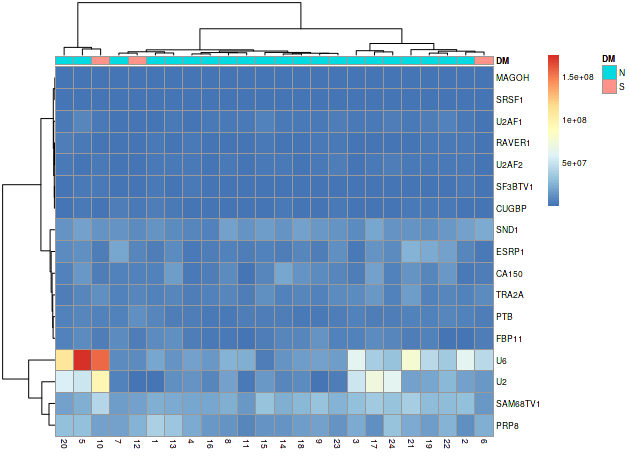 DM
DM
N
S
1.5e+08
1e+08
5e+07
MAGOH
SRSF1
U2AF1
RAVER1
U2AF2
SF3BTV1
CUGBP
SND1
ESRP1
CA150
TRA2A
PTB
FBP11
U6
U2
SAM68TV1
PRP8
20 5 10 7 12 1 13 4 16 8 11 15 14 18 9 23 3 17 24 21 19 22 2 6